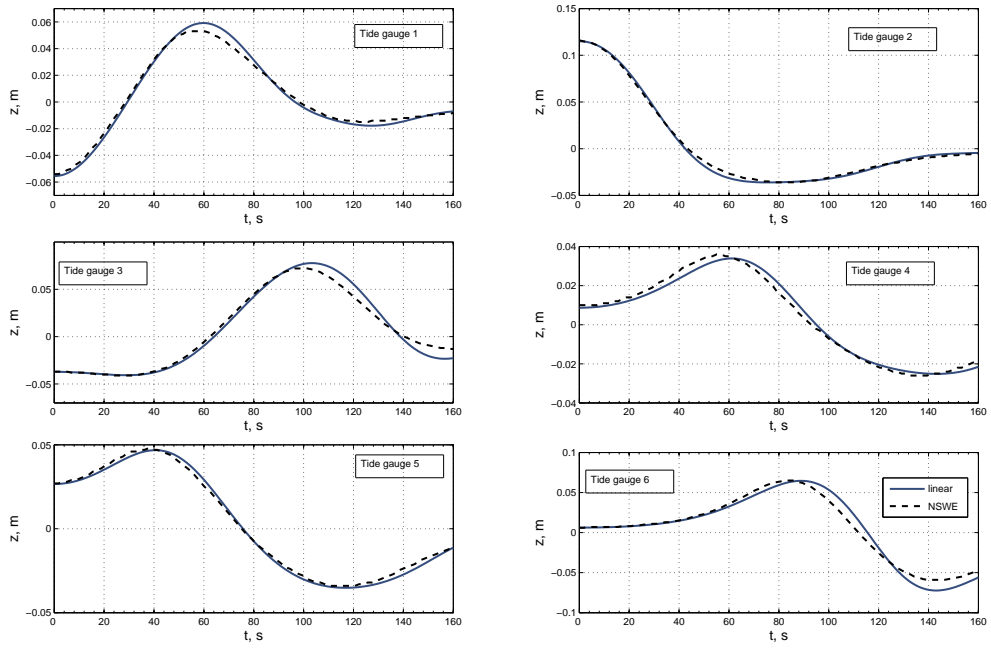 0.06
0.04
0.02
0
−0.02
−0.04
−0.06
z, m
Tide gauge 1
0 20 40 60 80 100 120 140 160
t, s
0.15
0.1
0.05
0
−0.05
z, m
Tide gauge 2
0 20 40 60 80 100 120 140 160
t, s
0.05
0
−0.05
z, m
Tide gauge 3
0 20 40 60 80 100 120 140 160
t, s
0.04
0.02
0
−0.02
−0.04
z, m
Tide gauge 4
0 20 40 60 80 100 120 140 160
t, s
0.05
0
−0.05
z, m
Tide gauge 5
0 20 40 60 80 100 120 140 160
t, s
0.1
0.05
0
−0.05
−0.1
z, m
Tide gauge 6
linear
NSWE
0 20 40 60 80 100 120 140 160
t, s